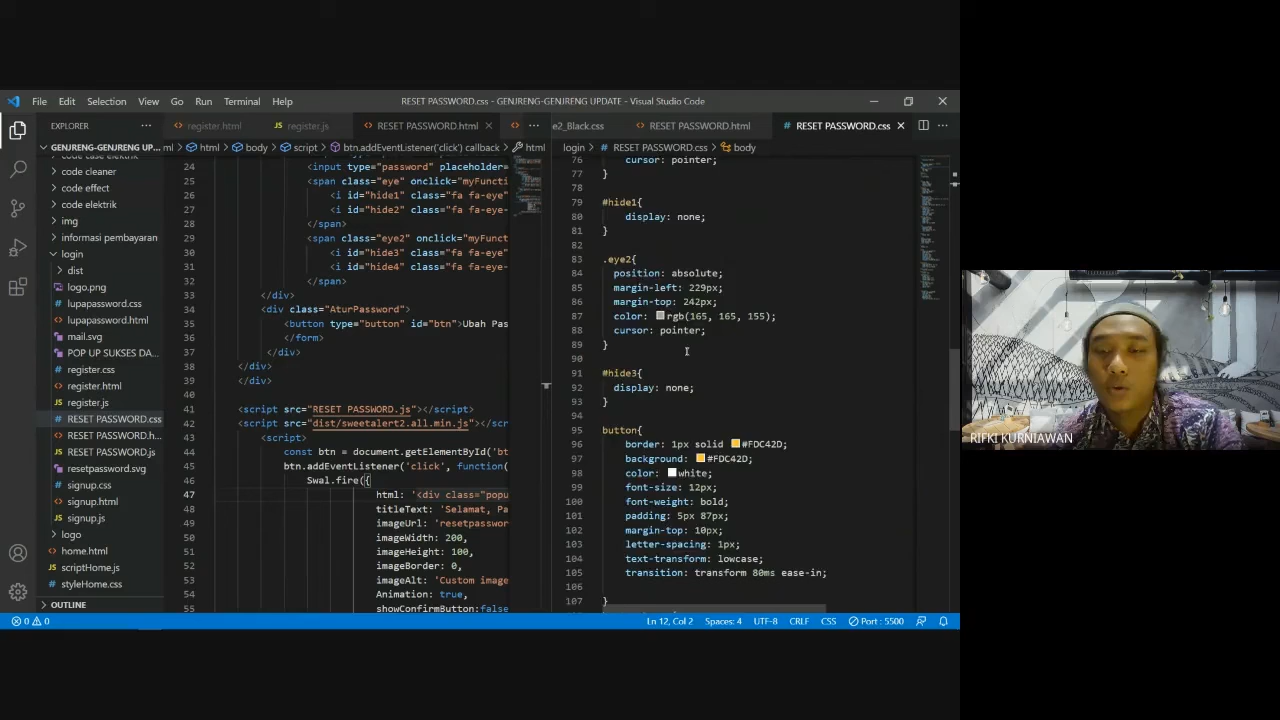 File Edit Selection View Go Run Terminal Help
RESET PASSWORD.css - GENJRENG-GENJRENG UPDATE - Visual Studio Code
EXPLORER
GENJRENG-GENJRENG UP...
code cleaner
code effect
code elektrik
img
informasi pembayaran
login
dist
logo.png
lupapassword.css
lupapassword.html
mail.svg
POP UP SUKSES DA...
register.css
register.html
register.js
RESET PASSWORD.css
RESET PASSWORD.h...
RESET PASSWORD.js
resetpassword.svg
signup.css
signup.html
signup.js
logo
home.html
scriptHome.js
styleHome.css
OUTLINE
register.html register.js RESET PASSWORD.html
ml html body script btn.addEventListener('click') callback html
24 <input type="password" placeholder=
25 <span class="eye" onclick="myFunct
26 <i id="hide1" class="fa fa-eye"
27 <i id="hide2" class="fa fa-eye-
28 </span>
29 <span class="eye2" onclick="myFunct
30 <i id="hide3" class="fa fa-eye"
31 <i id="hide4" class="fa fa-eye-
32 </span>
33 </div>
34 <div class="AturPassword">
35 <button type="button" id="btn">Ubah Pas
36 </form>
37 </div>
38 </div>
39 </div>
40
41 <script src="RESET PASSWORD.js"></script>
42 <script src="dist/sweetalert2.all.min.js"></scr
43 <script>
44 const btn = document.getElementById('bt
45 btn.addEventListener('click', function(
46 Swal.fire({
47 html: '<div class="popu
48 titleText: 'Selamat, Pa
49 imageUrl: 'resetpasswor
50 imageWidth: 200,
51 imageHeight: 100,
52 imageBorder: 0,
53 imageAlt: 'Custom image
54 Animation: true,
55 showConfirmButton:false
e2_Black.css RESET PASSWORD.html RESET PASSWORD.css
login RESET PASSWORD.css body
76 cursor: pointer;
77 }
78
79 #hide1{
80 display: none;
81 }
82
83 .eye2{
84 position: absolute;
85 margin-left: 229px;
86 margin-top: 242px;
87 color: rgb(165, 165, 155);
88 cursor: pointer;
89 }
90
91 #hide3{
92 display: none;
93 }
94
95 button{
96 border: 1px solid #FDC42D;
97 background: #FDC42D;
98 color: white;
99 font-size: 12px;
100 font-weight: bold;
101 padding: 5px 87px;
102 margin-top: 10px;
103 letter-spacing: 1px;
104 text-transform: lowcase;
105 transition: transform 80ms ease-in;
106
107 }
0 0
Ln 12, Col 2 Spaces: 4 UTF-8 CRLF CSS Port : 5500
RIFKI KURNIAWAN